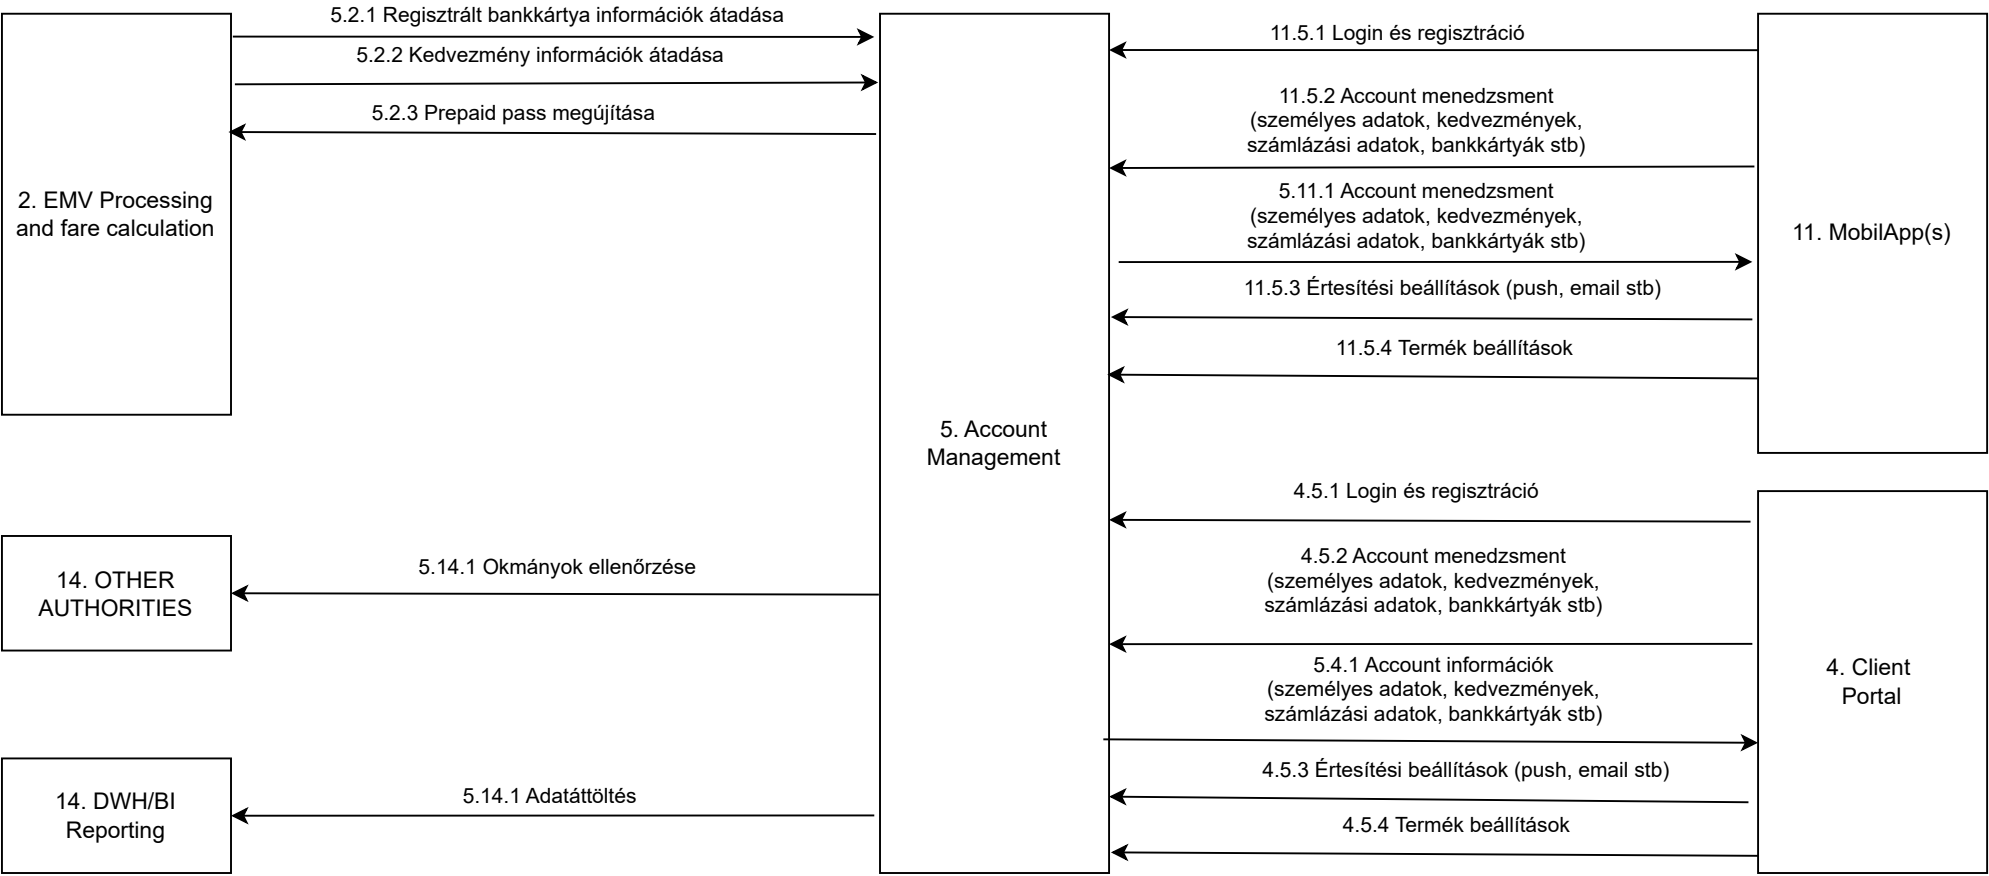 5.2.1 Regisztrált bankkártya információk átadása
5.2.2 Kedvezmény információk átadása
5.2.3 Prepaid pass megújítása
2. EMV Processing
and fare calculation
11.5.1 Login és regisztráció
11.5.2 Account menedzsment
(személyes adatok, kedvezmények,
számlázási adatok, bankkártyák stb)
5.11.1 Account menedzsment
(személyes adatok, kedvezmények,
számlázási adatok, bankkártyák stb)
11.5.3 Értesítési beállítások (push, email stb)
11.5.4 Termék beállítások
11. MobilApp(s)
5. Account
Management
4.5.1 Login és regisztráció
4.5.2 Account menedzsment
(személyes adatok, kedvezmények,
számlázási adatok, bankkártyák stb)
5.4.1 Account információk
(személyes adatok, kedvezmények,
számlázási adatok, bankkártyák stb)
4.5.3 Értesítési beállítások (push, email stb)
4.5.4 Termék beállítások
4. Client
Portal
14. OTHER
AUTHORITIES
5.14.1 Okmányok ellenőrzése
14. DWH/BI
Reporting
5.14.1 Adatáttöltés